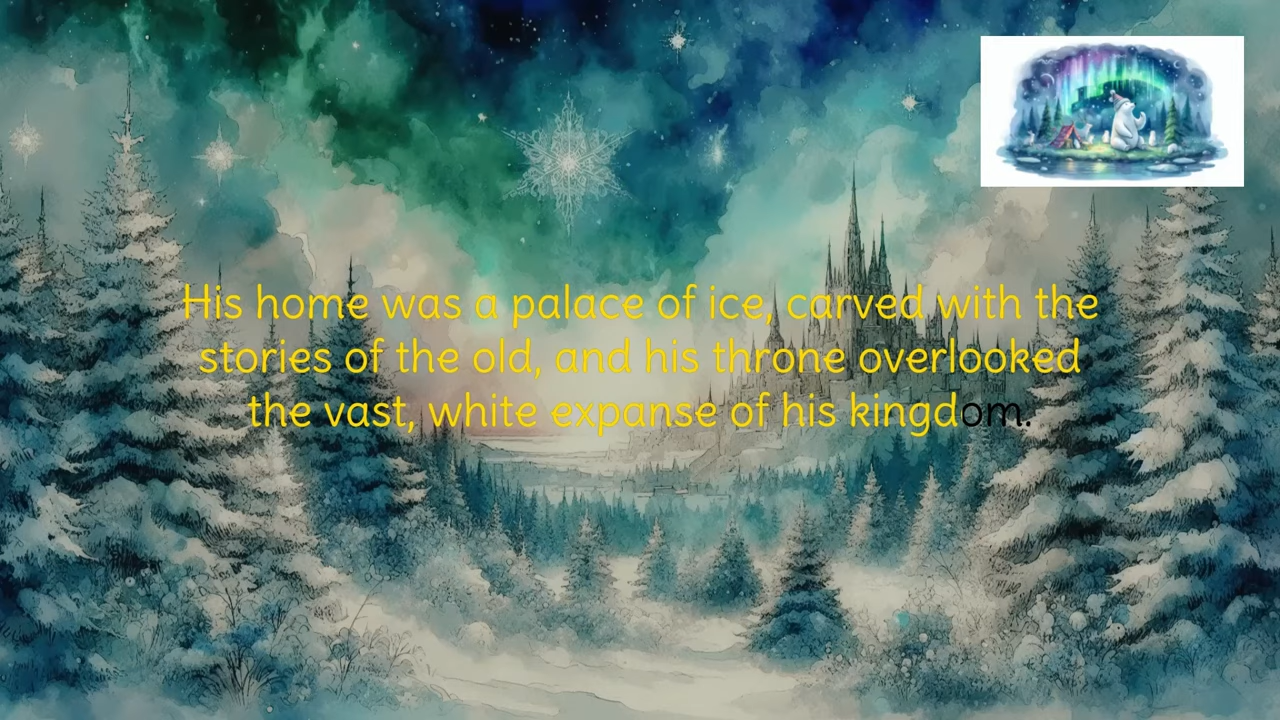 His home was a palace of ice, carved with the
stories of the old, and his throne overlooked
the vast, white expanse of his kingdom.